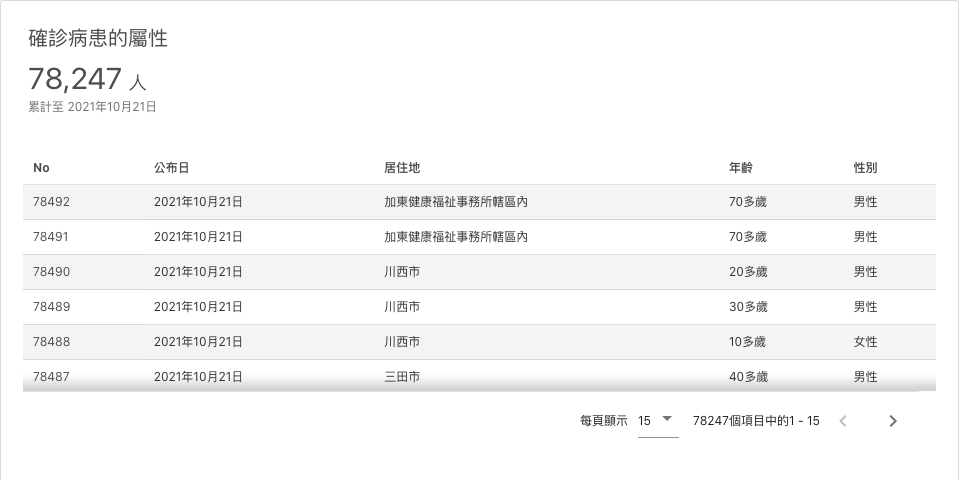 確診病患的屬性
78,247 人
累計至 2021年10月21日
No 公布日 居住地 年齡 性別
78492 2021年10月21日 加東健康福祉事務所轄區內 70多歲 男性
78491 2021年10月21日 加東健康福祉事務所轄區內 70多歲 男性
78490 2021年10月21日 川西市 20多歲 男性
78489 2021年10月21日 川西市 30多歲 男性
78488 2021年10月21日 川西市 10多歲 女性
78487 2021年10月21日 三田市 40多歲 男性
每頁顯示 15 78247個項目中的1 - 15